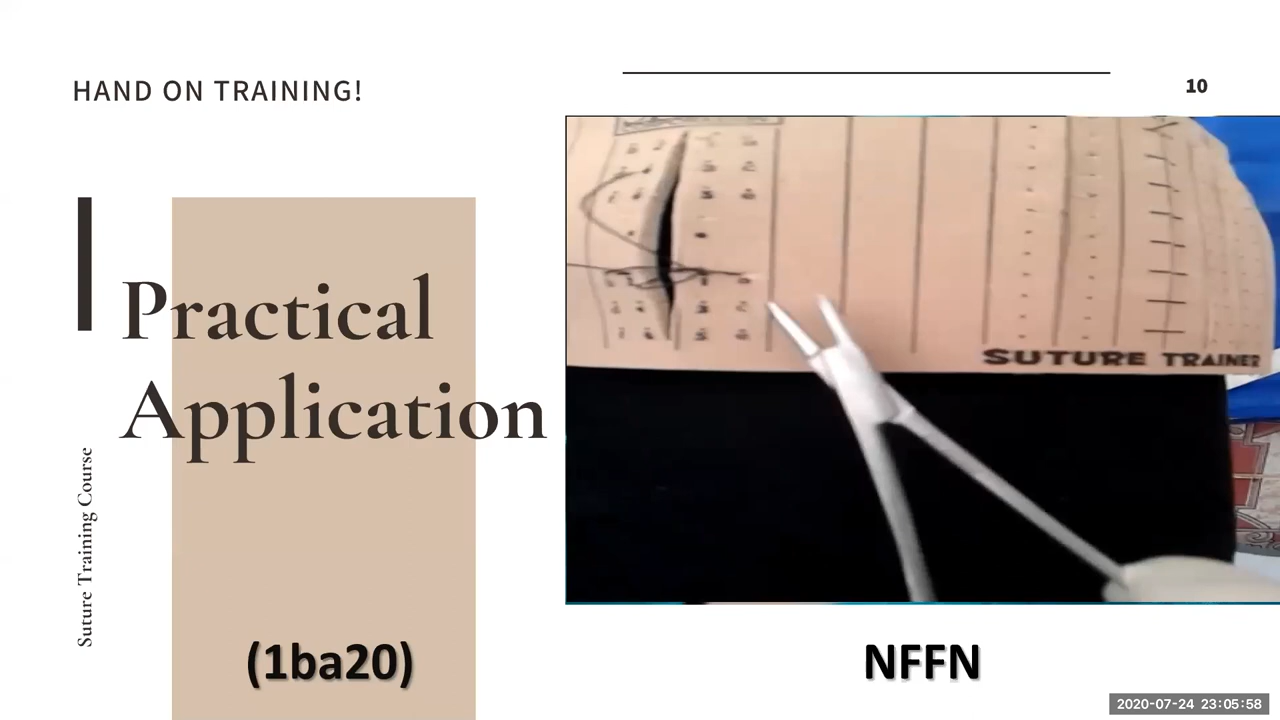 HAND ON TRAINING!
10
Practical
Application
Suture Training Course
SUTURE TRAINER
(1ba20)
NFFN
2020-07-24 23:05:58